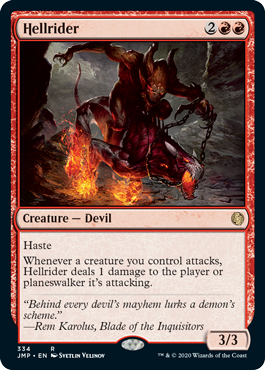 Hellrider 2
Creature — Devil
Haste
Whenever a creature you control attacks,
Hellrider deals 1 damage to the player or
planeswalker it's attacking.
"Behind every devil's mayhem lurks a demon's
scheme."
—Rem Karolus, Blade of the Inquisitors
3/3
334 R
JMP • EN Svetlin Velinov ™ & © 2020 Wizards of the Coast